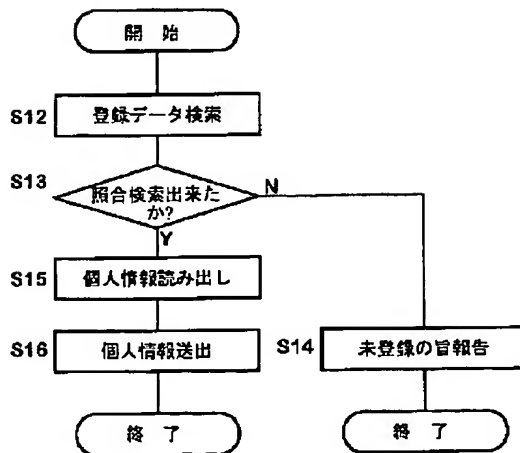 開 始
S12
登録データ検索
S13
照合検索出来た
か?
N
Y
S15
個人情報読み出し
S16
個人情報送出
S14
未登録の旨報告
終 了
終 了